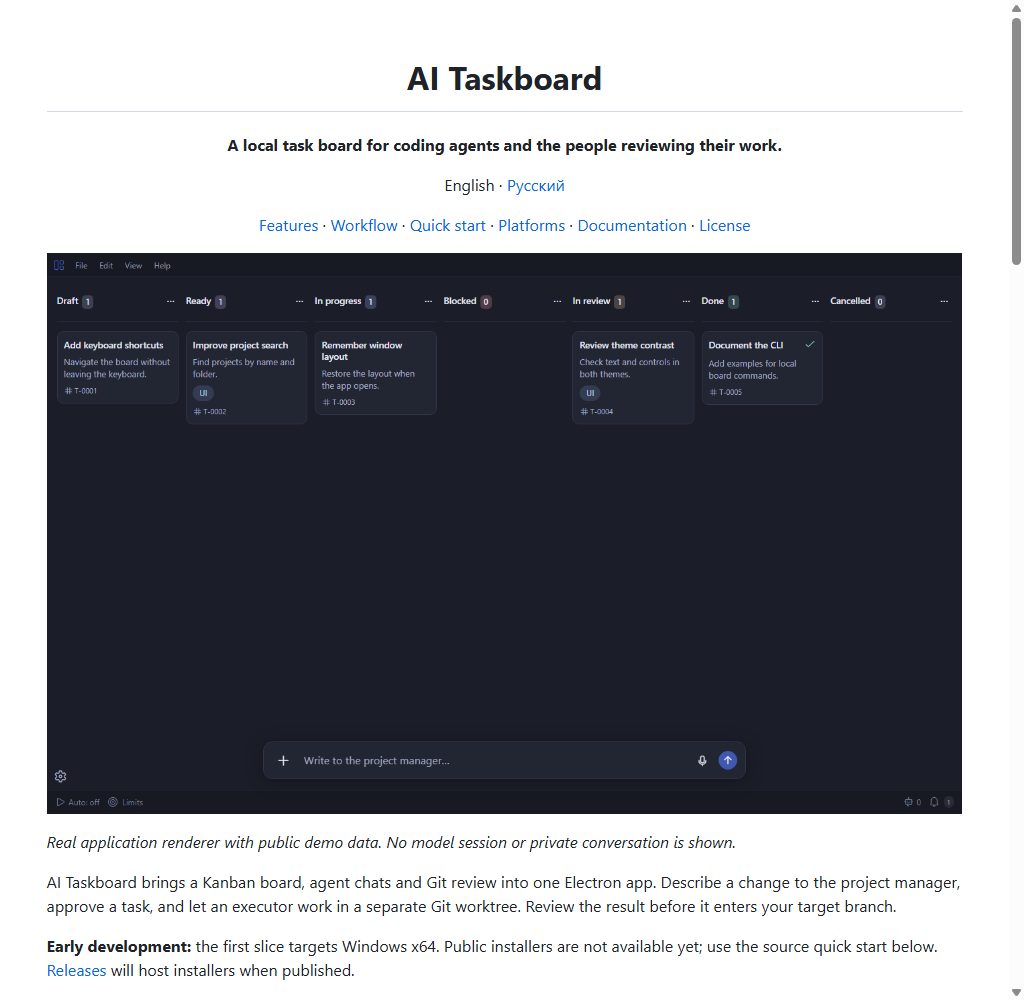 AI Taskboard
A local task board for coding agents and the people reviewing their work.
English · Русский
Features · Workflow · Quick start · Platforms · Documentation · License
File Edit View Help
Draft 1 ... Ready 1 ... In progress 1 ... Blocked 0 ... In review 1 ... Done 1 ... Cancelled 0 ...
Add keyboard shortcuts
Navigate the board without
leaving the keyboard.
# T-0001
Improve project search
Find projects by name and
folder.
UI
# T-0002
Remember window
layout
Restore the layout when
the app opens.
# T-0003
Review theme contrast
Check text and controls in
both themes.
UI
# T-0004
Document the CLI
Add examples for local
board commands.
# T-0005
+ Write to the project manager...
Auto: off Limits 0 1
Real application renderer with public demo data. No model session or private conversation is shown.
AI Taskboard brings a Kanban board, agent chats and Git review into one Electron app. Describe a change to the project manager,
approve a task, and let an executor work in a separate Git worktree. Review the result before it enters your target branch.
Early development: the first slice targets Windows x64. Public installers are not available yet; use the source quick start below.
Releases will host installers when published.